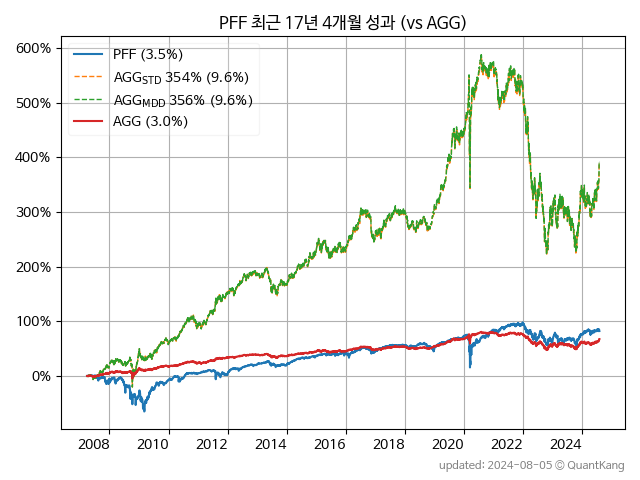 PFF 최근 17년 4개월 성과 (vs AGG)
PFF (3.5%)
AGG_STD 354% (9.6%)
AGG_MDD 356% (9.6%)
AGG (3.0%)
600%
500%
400%
300%
200%
100%
0%
2008 2010 2012 2014 2016 2018 2020 2022 2024
updated: 2024-08-05 © QuantKang